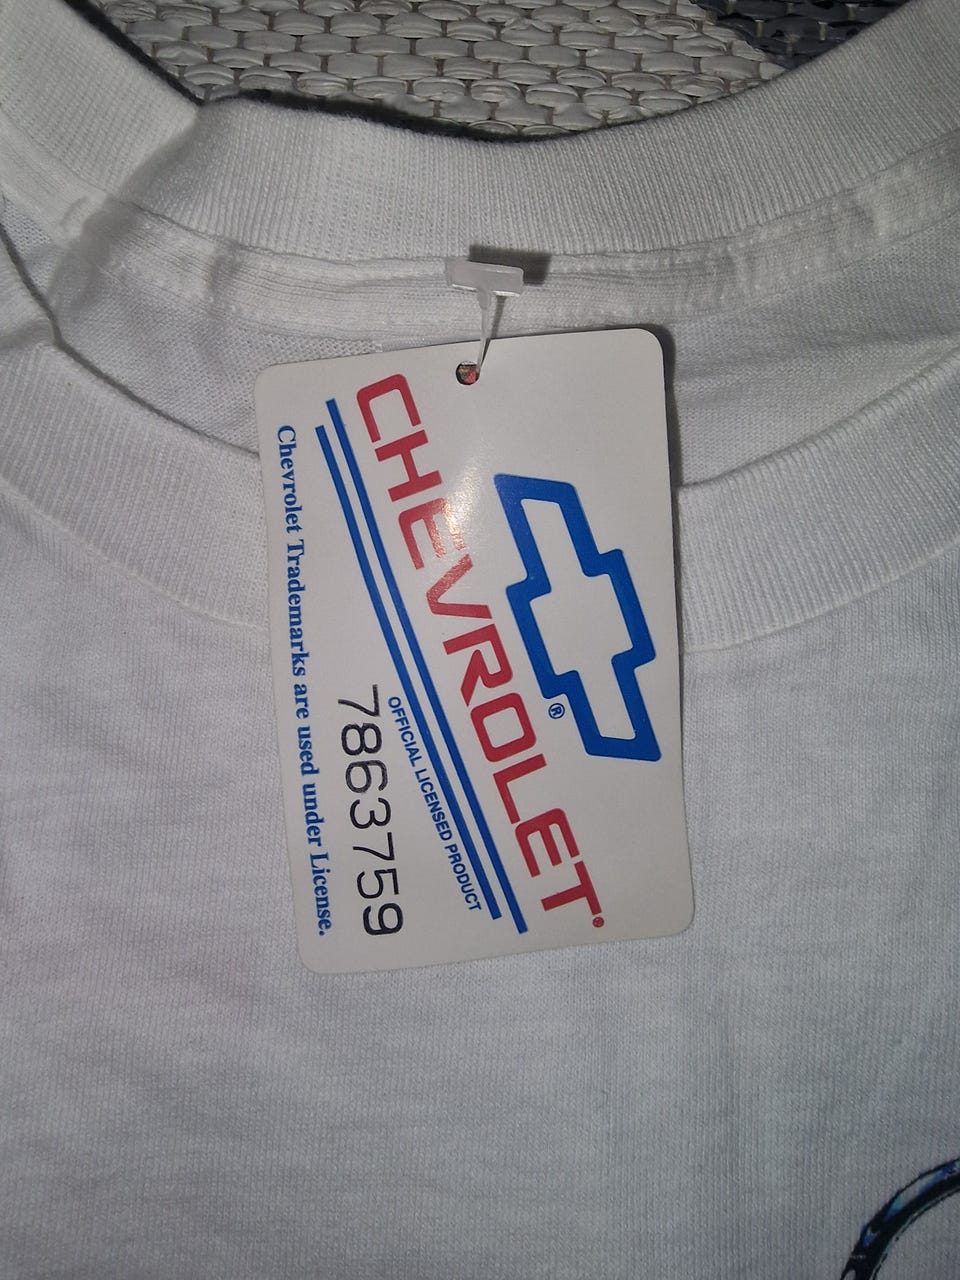 ®
CHEVROLET®
OFFICIAL LICENSED PRODUCT
7863759
Chevrolet Trademarks are used under License.